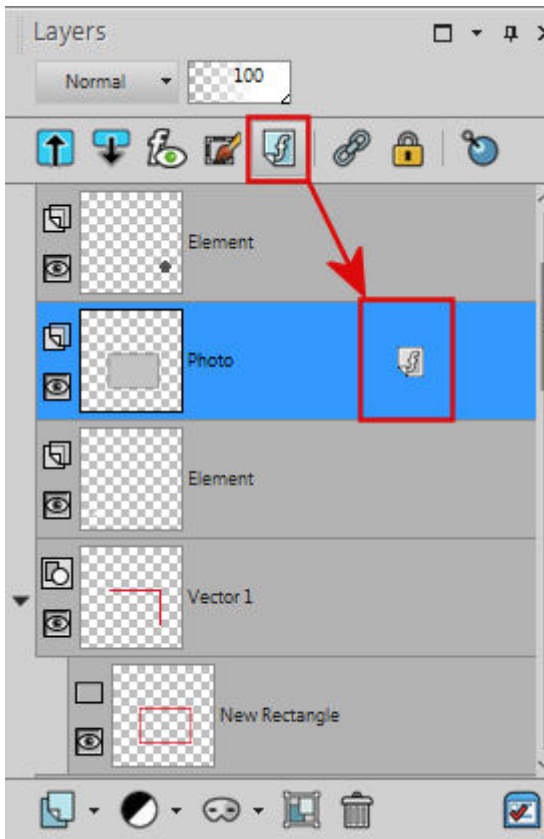 Layers
Normal
100
Element
Photo
Element
Vector 1
New Rectangle